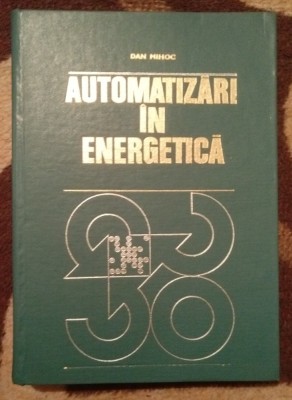 DAN MIHOC
AUTOMATIZĂRI
ÎN
ENERGETICĂ